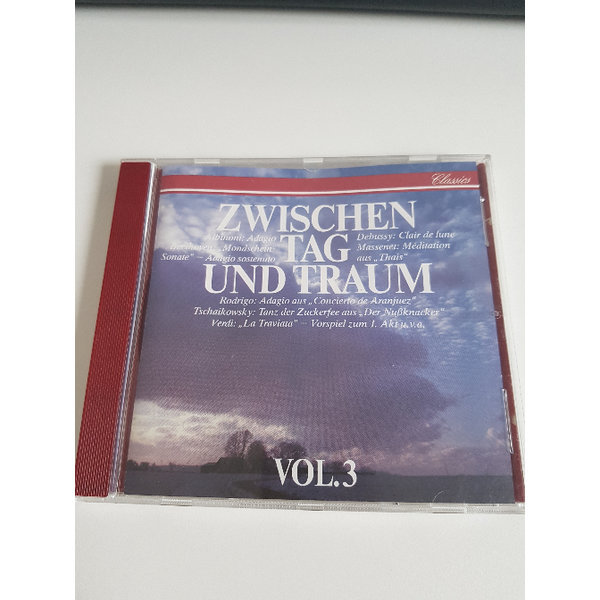 Classics
ZWISCHEN
TAG
UND TRAUM
Albinoni: Adagio
Beethoven: „Mondschein-
Sonate" – Adagio sostenuto
Debussy: Clair de lune
Massenet: Méditation
aus „Thais"
Rodrigo: Adagio aus „Concierto de Aranjuez"
Tschaikowsky: Tanz der Zuckerfee aus „Der Nußknacker"
Verdi: „La Traviata" – Vorspiel zum 1. Akt u.v.a.
VOL. 3